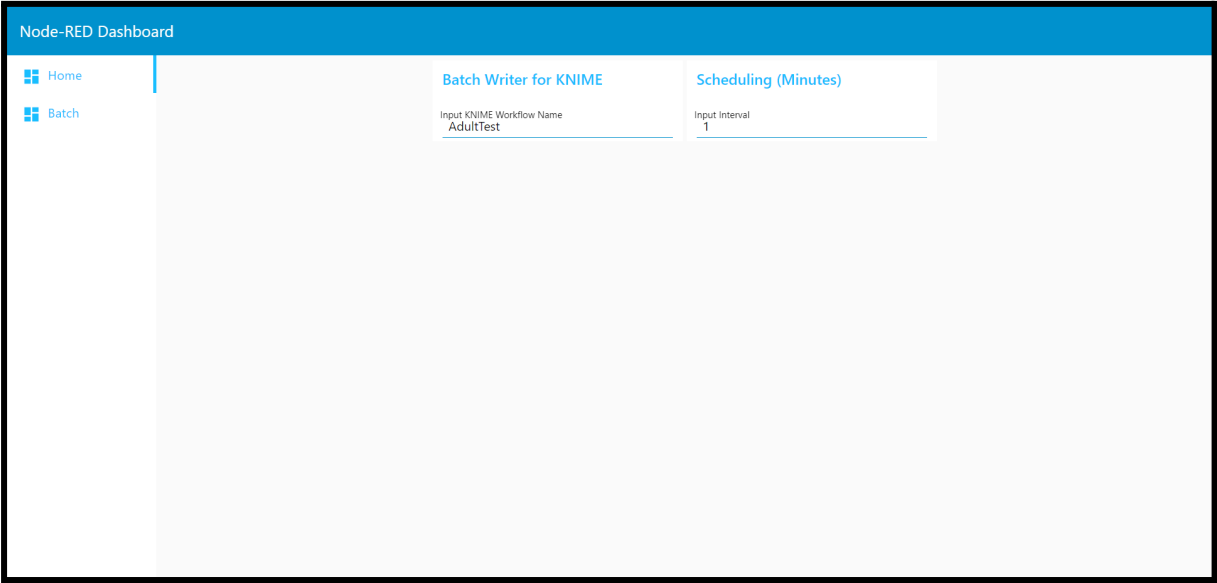 Node-RED Dashboard
Home
Batch
Batch Writer for KNIME
Input KNIME Workflow Name
AdultTest
Scheduling (Minutes)
Input Interval
1